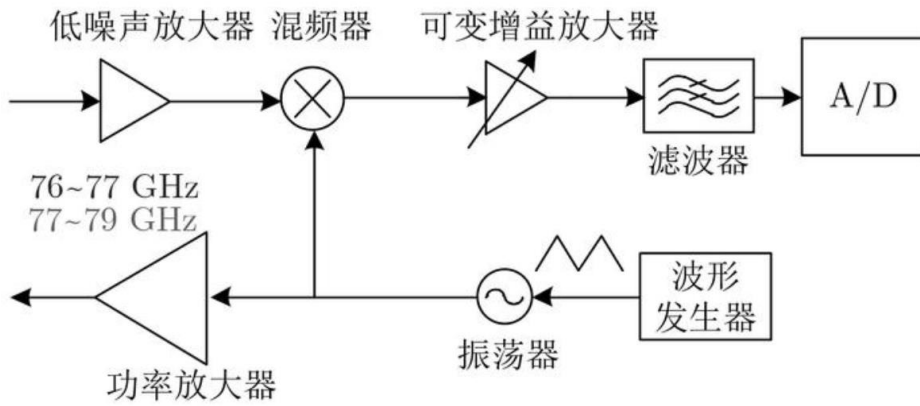 低噪声放大器 混频器 可变增益放大器
A/D
滤波器
76~77 GHz
77~79 GHz
波形
发生器
振荡器
功率放大器